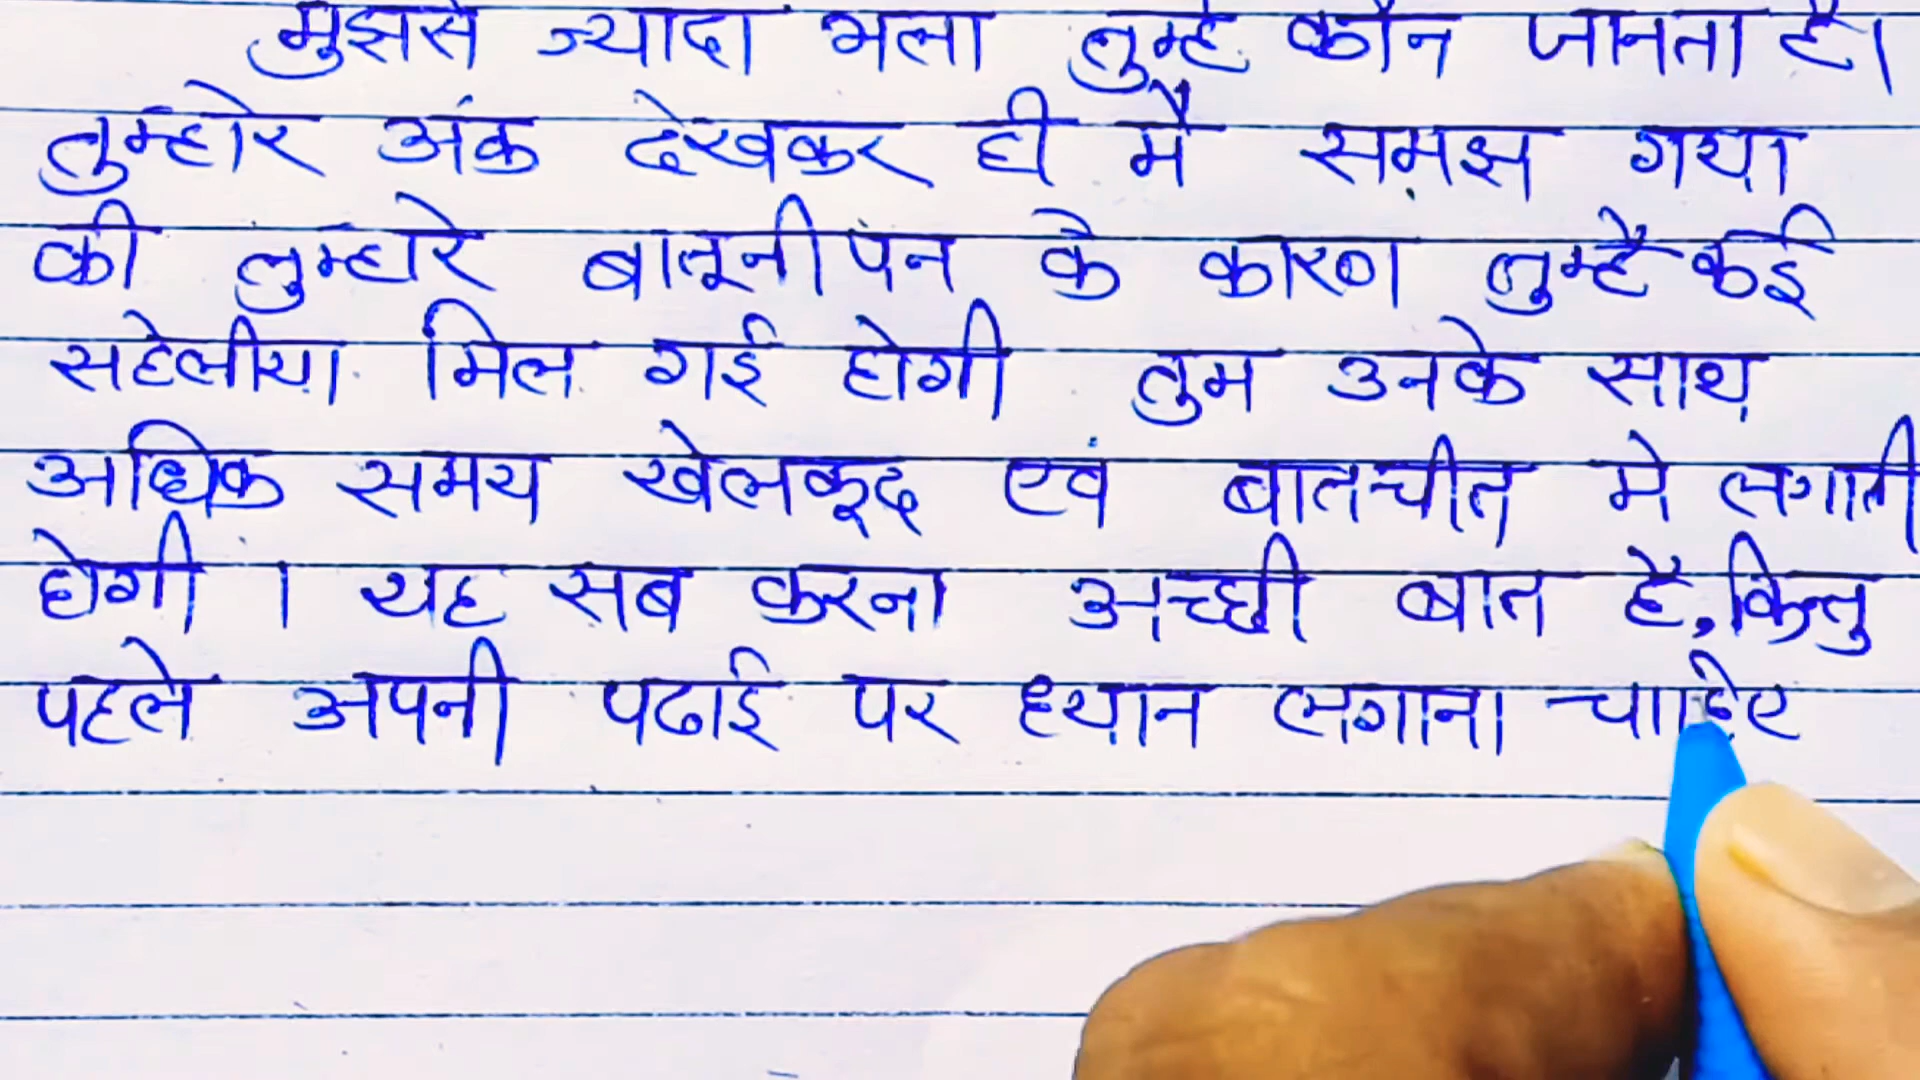 मुझसे ज्यादा भला तुम्हे कौन जानता है।
तुम्हारे अंक देखकर ही मै समझ गया
की तुम्हारे बातूनीपन के कारण तुम्है कई
सहेलीया मिल गई होगी तुम उनके साथ
अधिक समय खेलकूद एवं बातचीत मे लगाती
होगी । यह सब करना अच्छी बात है, किन्तु
पहले अपनी पढाई पर ध्यान लगाना चाहिए